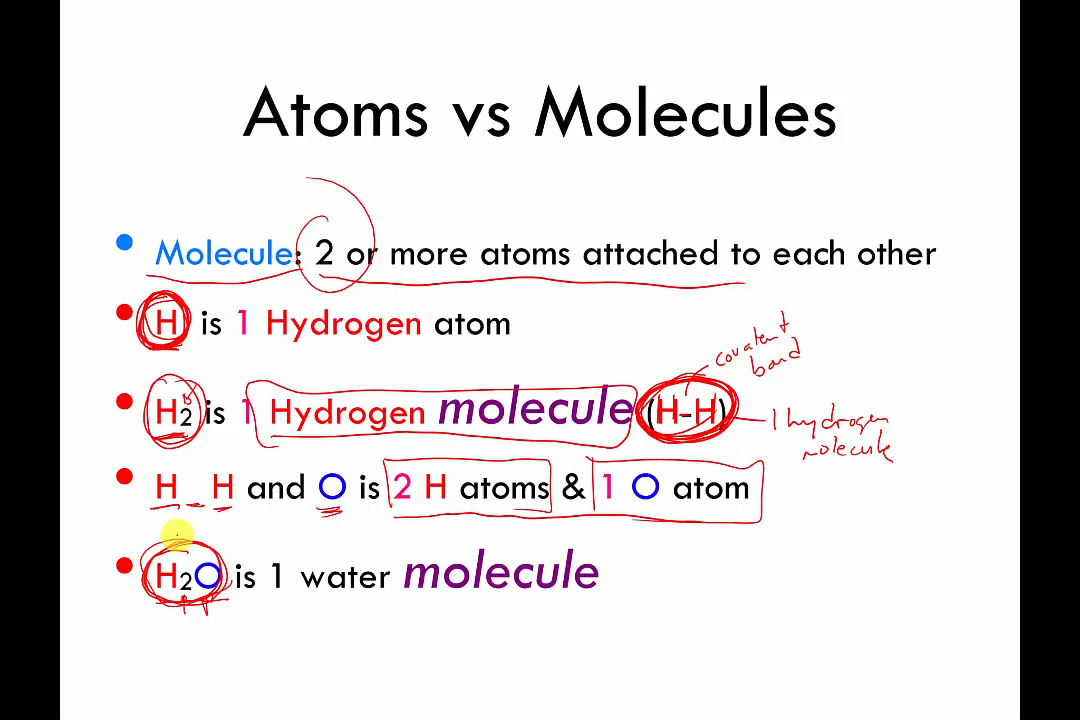 Atoms vs Molecules
• Molecule: 2 or more atoms attached to each other
• H is 1 Hydrogen atom
covalent
bond
• H2 is 1 Hydrogen molecule (H-H)
1 hydrogen
molecule
• H H and O is 2 H atoms & 1 O atom
• H2O is 1 water molecule